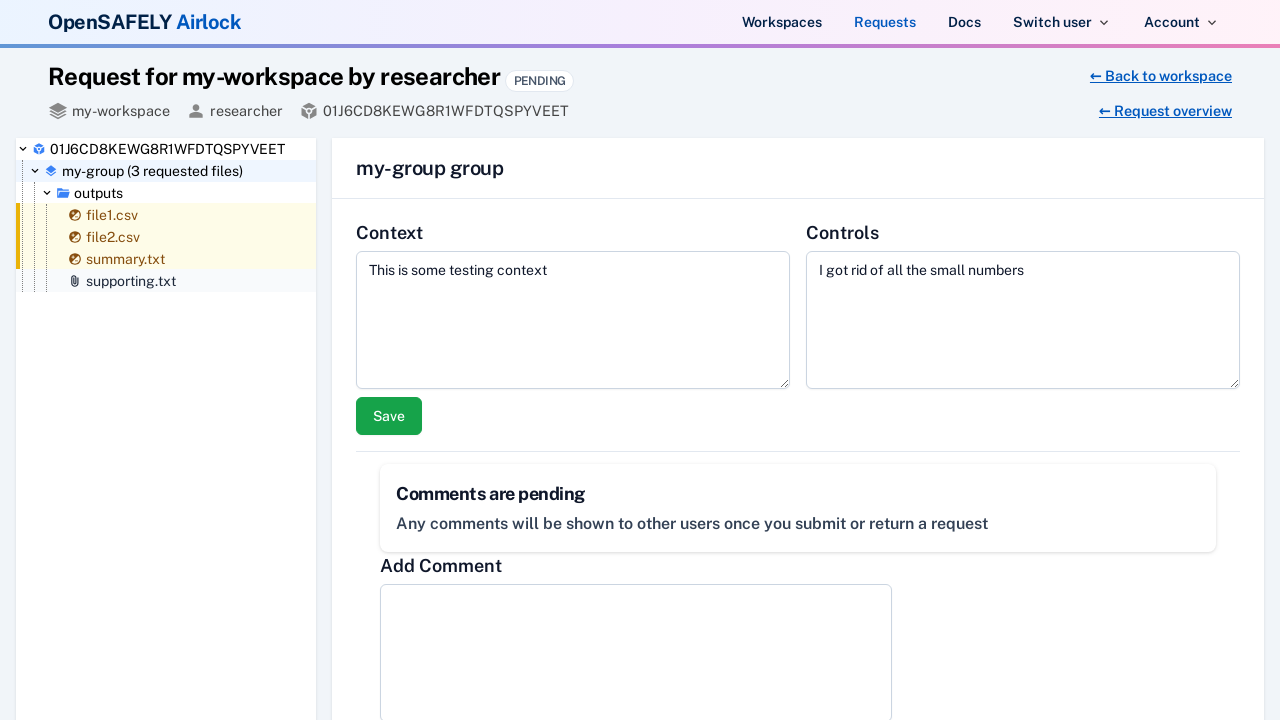 OpenSAFELY Airlock
Workspaces
Requests
Docs
Switch user
Account
Request for my-workspace by researcher
PENDING
← Back to workspace
my-workspace
researcher
01J6CD8KEWG8R1WFDTQSPYVEET
← Request overview
01J6CD8KEWG8R1WFDTQSPYVEET
my-group (3 requested files)
outputs
file1.csv
file2.csv
summary.txt
supporting.txt
my-group group
Context
This is some testing context
Controls
I got rid of all the small numbers
Save
Comments are pending
Any comments will be shown to other users once you submit or return a request
Add Comment